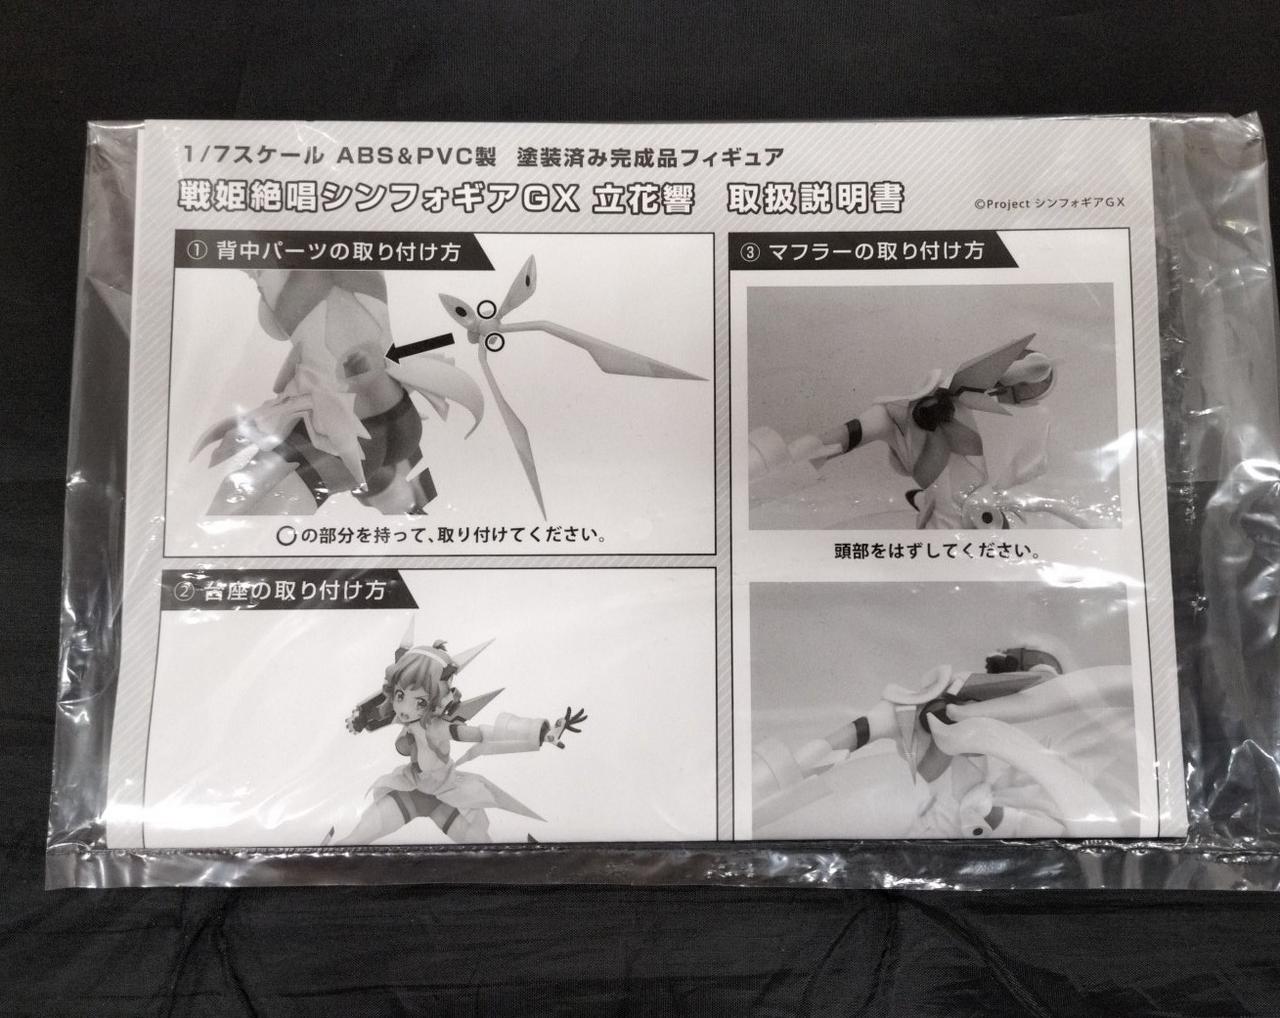 1/7スケール ABS&PVC製 塗装済み完成品フィギュア
戦姫絶唱シンフォギアGX 立花響 取扱説明書
©Project シンフォギアGX
① 背中パーツの取り付け方
○の部分を持って、取り付けてください。
② 台座の取り付け方
③ マフラーの取り付け方
頭部をはずしてください。